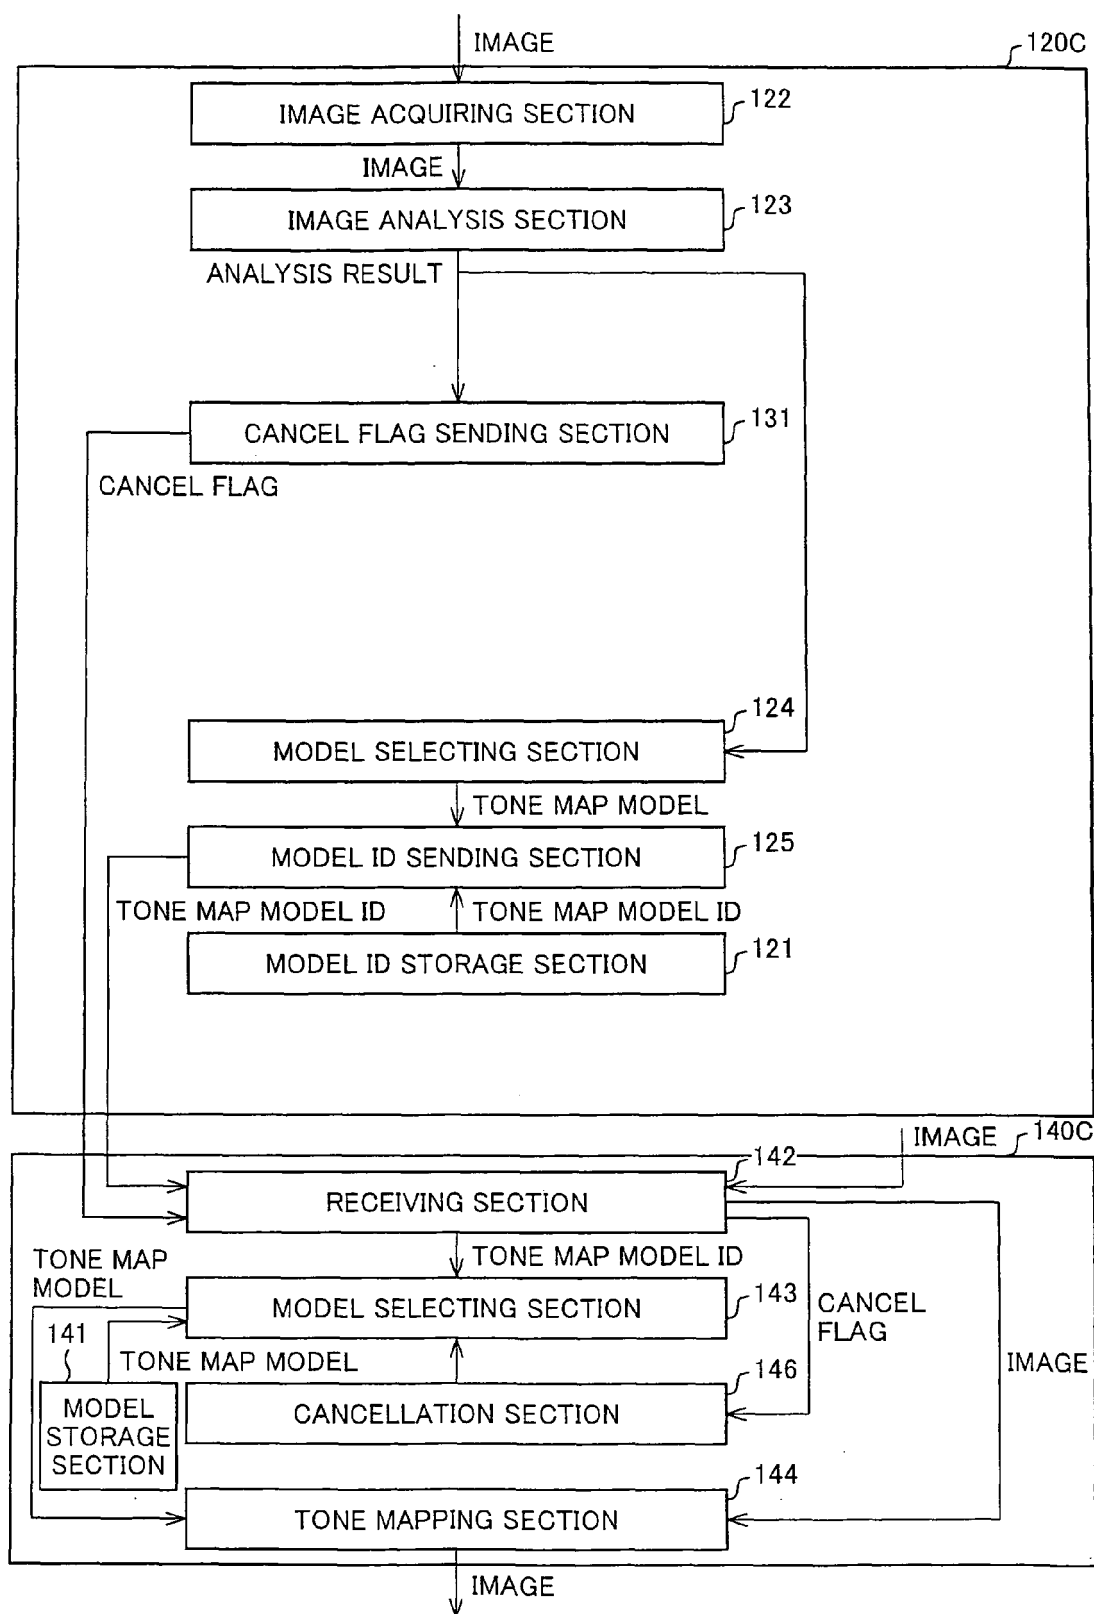 IMAGE
120C
IMAGE ACQUIRING SECTION
122
IMAGE
IMAGE ANALYSIS SECTION
123
ANALYSIS RESULT
CANCEL FLAG SENDING SECTION
131
CANCEL FLAG
124
MODEL SELECTING SECTION
TONE MAP MODEL
MODEL ID SENDING SECTION
125
TONE MAP MODEL ID
TONE MAP MODEL ID
MODEL ID STORAGE SECTION
121
IMAGE
140C
142
RECEIVING SECTION
TONE MAP MODEL ID
TONE MAP
MODEL
MODEL SELECTING SECTION
143
CANCEL
FLAG
141
TONE MAP MODEL
IMAGE
146
CANCELLATION SECTION
MODEL
STORAGE
SECTION
144
TONE MAPPING SECTION
IMAGE